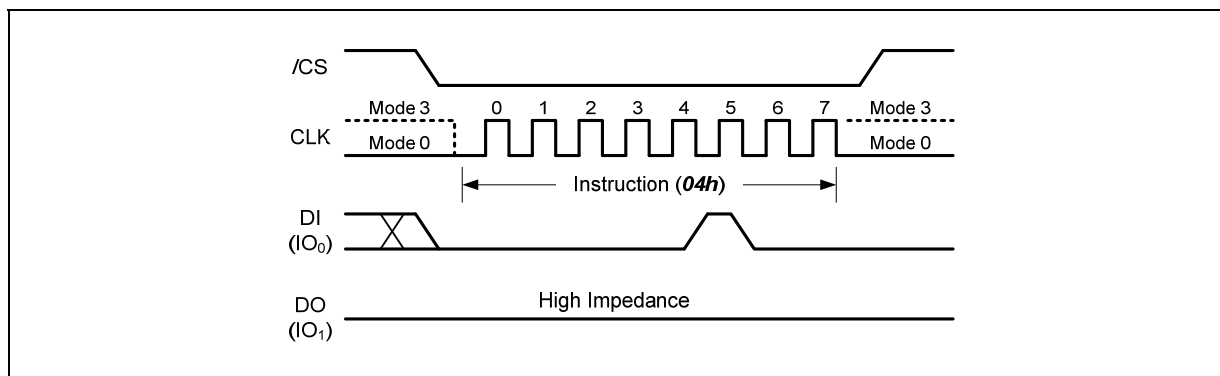 /CS
Mode 3 0 1 2 3 4 5 6 7 Mode 3
CLK
Mode 0 Mode 0
Instruction (04h)
DI
(IO₀)
High Impedance
DO
(IO₁)